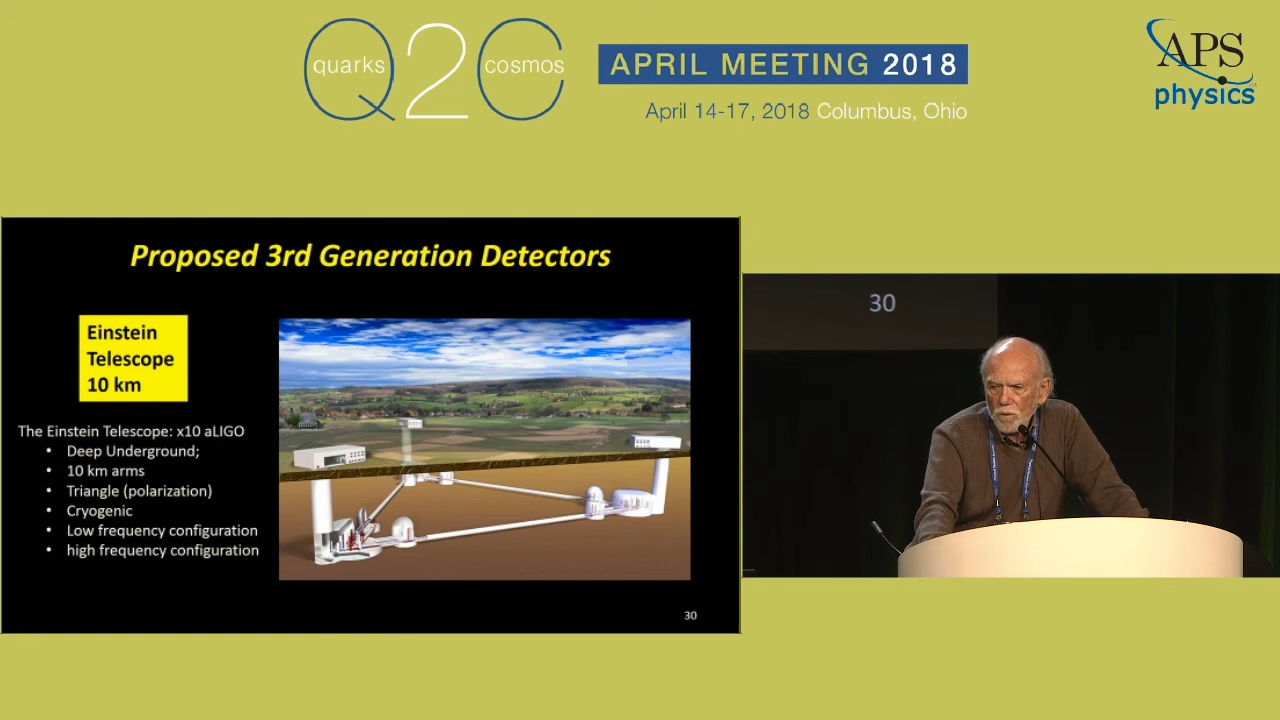 quarks Q2C cosmos
APRIL MEETING 2018
April 14-17, 2018 Columbus, Ohio
APS
physics
Proposed 3rd Generation Detectors
Einstein
Telescope
10 km
The Einstein Telescope: x10 aLIGO
• Deep Underground;
• 10 km arms
• Triangle (polarization)
• Cryogenic
• Low frequency configuration
• high frequency configuration
30
30